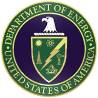 DEPARTMENT OF ENERGY
UNITED STATES OF AMERICA